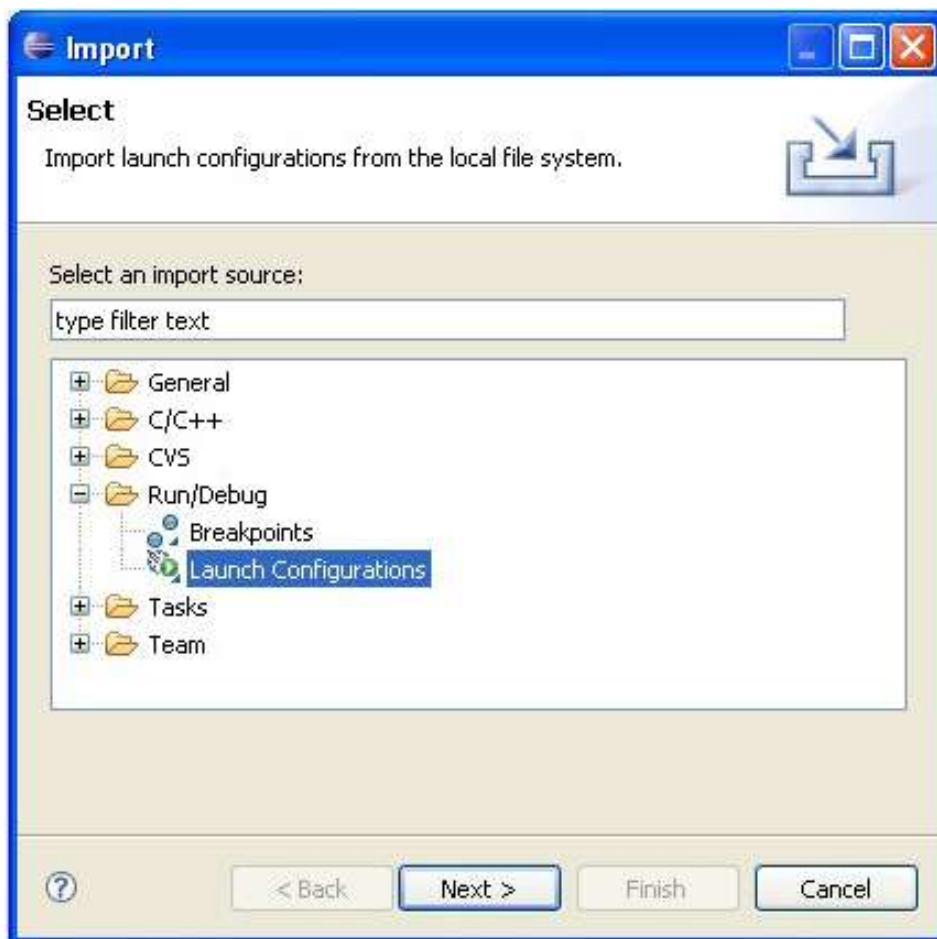 Import
Select
Import launch configurations from the local file system.
Select an import source:
type filter text
General
C/C++
CVS
Run/Debug
Breakpoints
Launch Configurations
Tasks
Team
? < Back Next > Finish Cancel